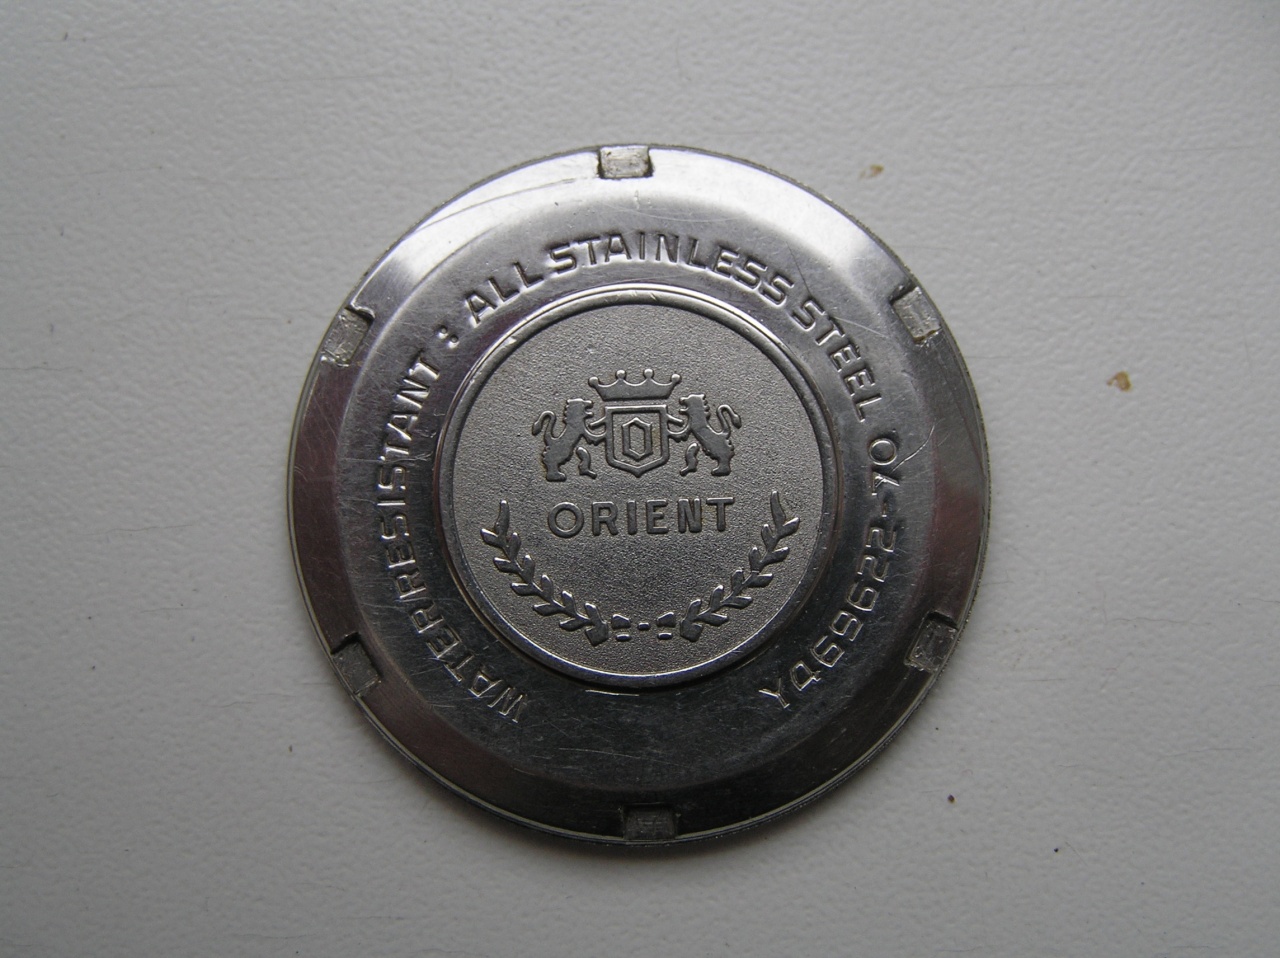 WATER RESISTANT : ALL STAINLESS STEEL Y469622-70
ORIENT